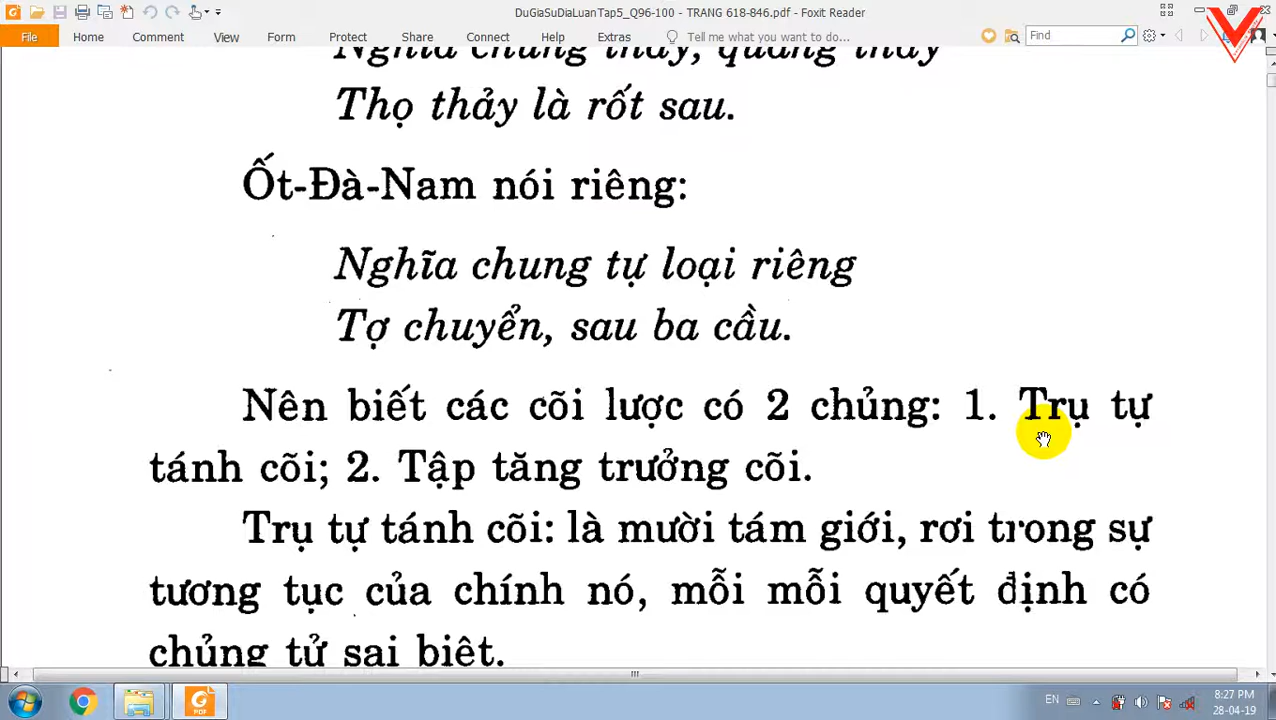 DuGiaSuDiaLuanTap5_Q96-100 - TRANG 618-846.pdf - Foxit Reader
File Home Comment View Form Protect Share Connect Help Extras Tell me what you want to do... Find
Nghĩa chung thảy, quảng thảy
Thọ thảy là rốt sau.
Ốt-Đà-Nam nói riêng:
Nghĩa chung tự loại riêng
Tợ chuyển, sau ba cầu.
Nên biết các cõi lược có 2 chủng: 1. Trụ tự
tánh cõi; 2. Tập tăng trưởng cõi.
Trụ tự tánh cõi: là mười tám giới, rơi trong sự
tương tục của chính nó, mỗi mỗi quyết định có
chủng tử sai biệt.
EN 8:27 PM
28-04-19